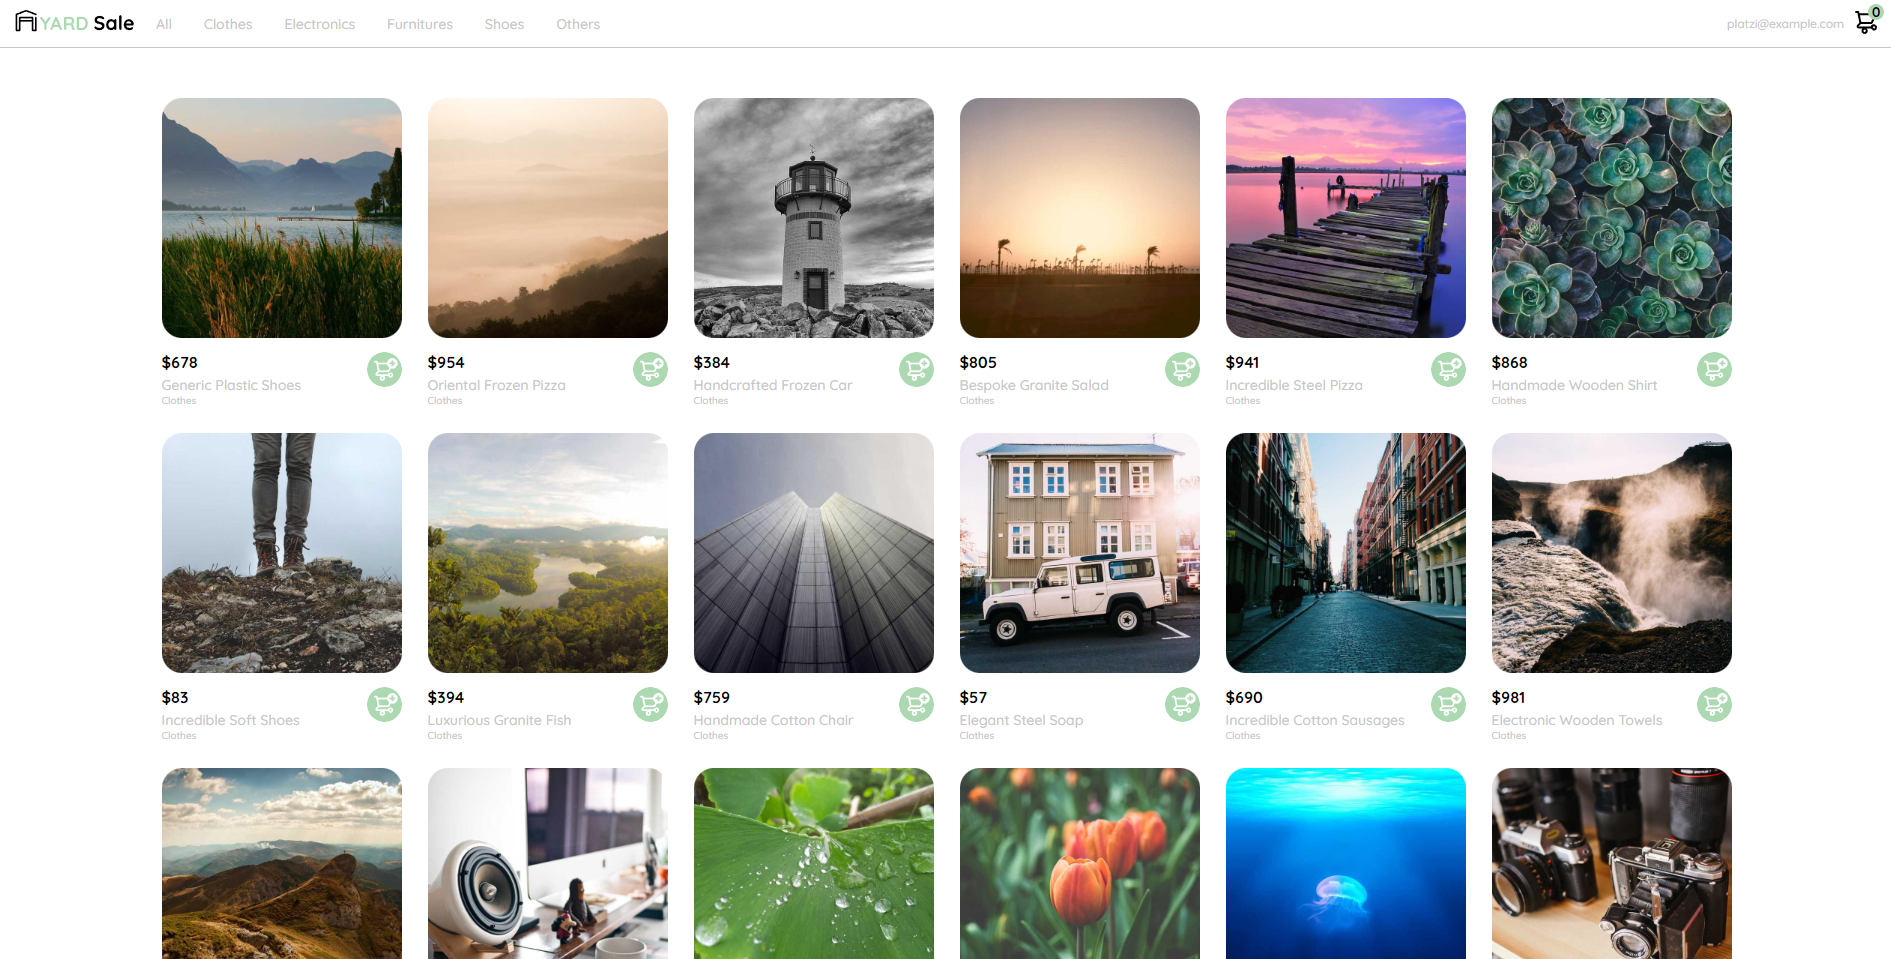 YARD Sale All Clothes Electronics Furnitures Shoes Others platzi@example.com 0
$678 $954 $384 $805 $941 $868
Generic Plastic Shoes Oriental Frozen Pizza Handcrafted Frozen Car Bespoke Granite Salad Incredible Steel Pizza Handmade Wooden Shirt
Clothes Clothes Clothes Clothes Clothes Clothes
$83 $394 $759 $57 $690 $981
Incredible Soft Shoes Luxurious Granite Fish Handmade Cotton Chair Elegant Steel Soap Incredible Cotton Sausages Electronic Wooden Towels
Clothes Clothes Clothes Clothes Clothes Clothes